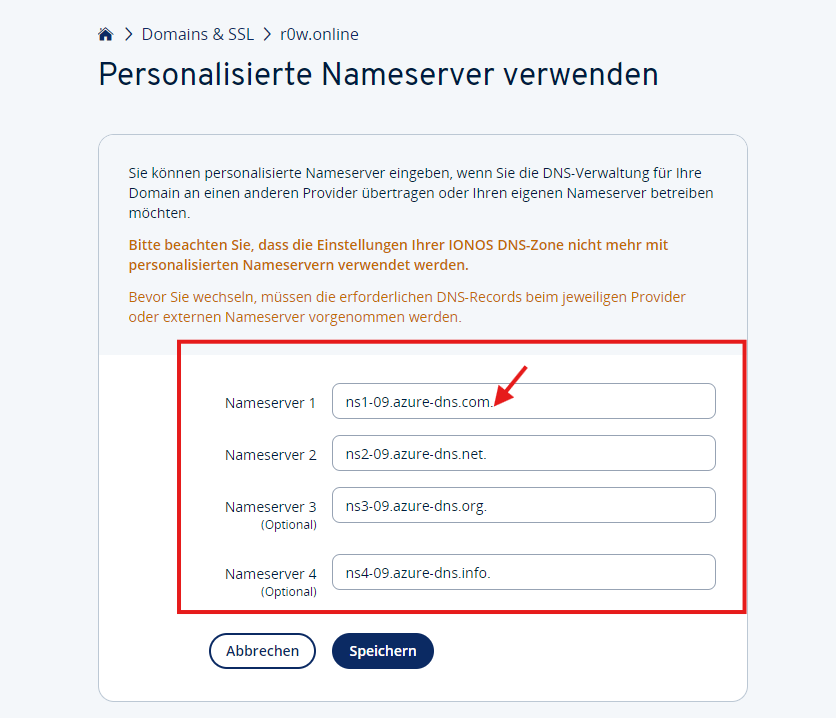 Domains & SSL > r0w.online
Personalisierte Nameserver verwenden
Sie können personalisierte Nameserver eingeben, wenn Sie die DNS-Verwaltung für Ihre
Domain an einen anderen Provider übertragen oder Ihren eigenen Nameserver betreiben
möchten.
Bitte beachten Sie, dass die Einstellungen Ihrer IONOS DNS-Zone nicht mehr mit
personalisierten Nameservern verwendet werden.
Bevor Sie wechseln, müssen die erforderlichen DNS-Records beim jeweiligen Provider
oder externen Nameserver vorgenommen werden.
Nameserver 1 ns1-09.azure-dns.com.
Nameserver 2 ns2-09.azure-dns.net.
Nameserver 3 ns3-09.azure-dns.org.
(Optional)
Nameserver 4 ns4-09.azure-dns.info.
(Optional)
Abbrechen Speichern